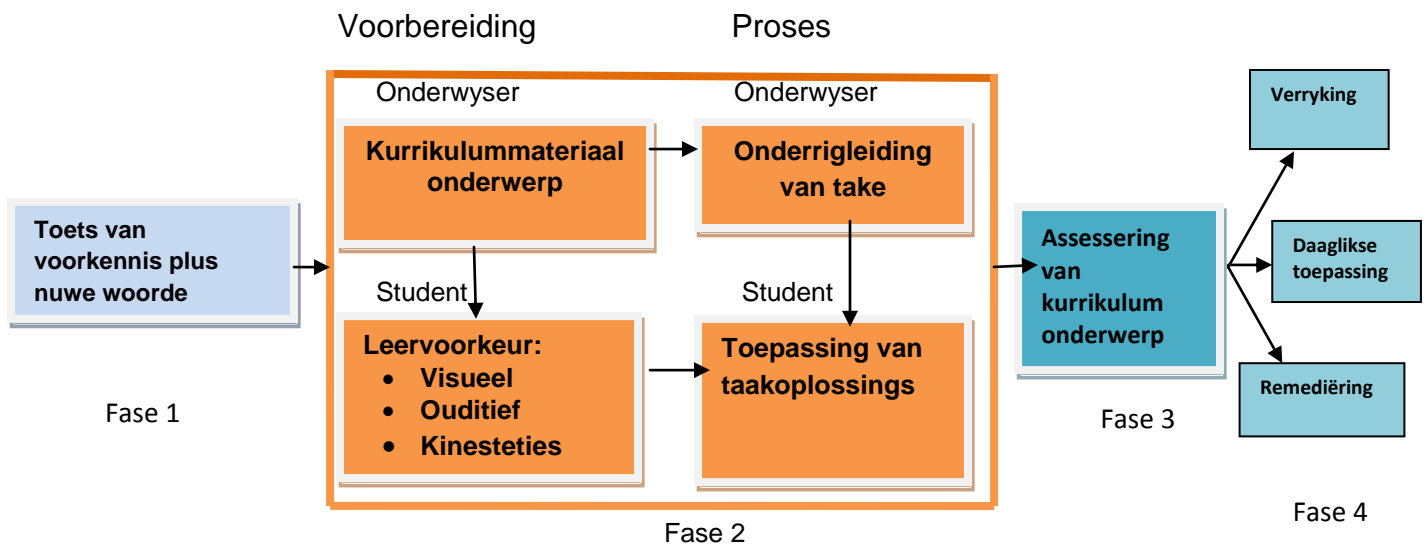 Voorbereiding
Proses
Onderwyser
Kurrikulummateriaal
onderwerp
Onderwyser
Onderrigleiding
van take
Toets van
voorkennis plus
nuwe woorde
Fase 1
Student
Leervoorkeur:
• Visueel
• Ouditief
• Kinesteties
Student
Toepassing van
taakoplossings
Fase 2
Assessering
van
kurrikulum
onderwerp
Fase 3
Verryking
Daaglikse
toepassing
Remediëring
Fase 4